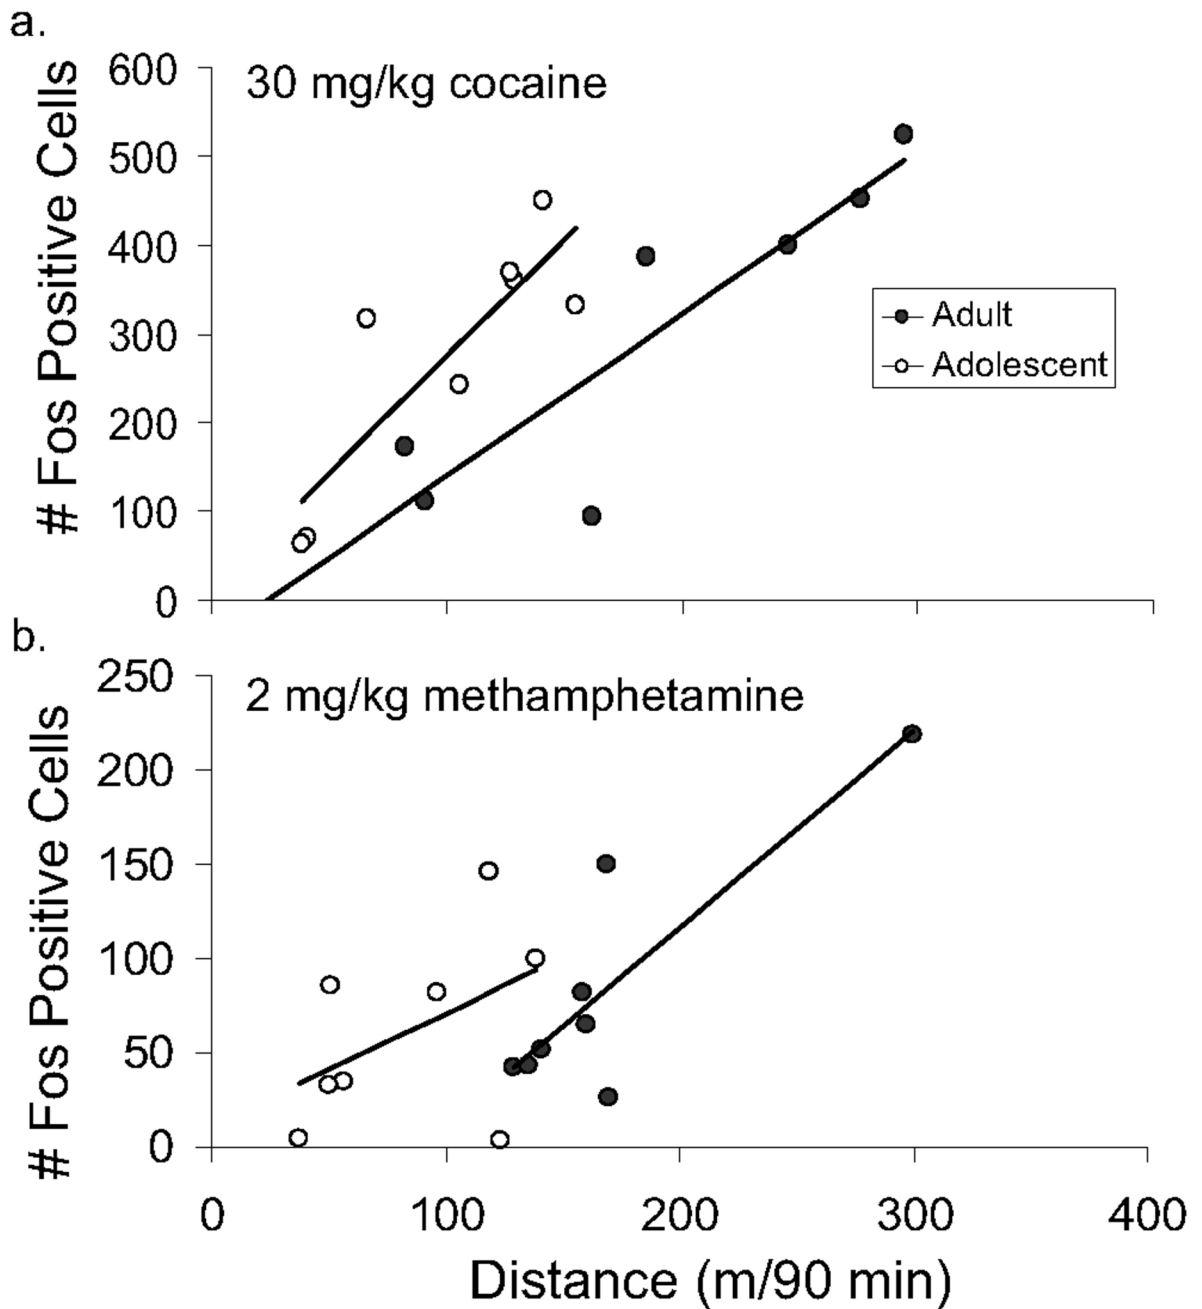 a.
# Fos Positive Cells
600
500
400
300
200
100
0
30 mg/kg cocaine
Adult
Adolescent
b.
# Fos Positive Cells
250
200
150
100
50
0
2 mg/kg methamphetamine
0 100 200 300 400
Distance (m/90 min)